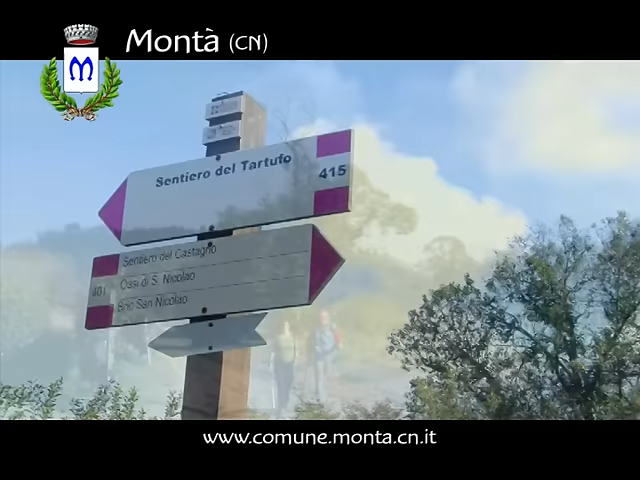 Montà (CN)
M
Sentiero del Tartufo
415
Sentiero del Castagno
401
Oasi di S. Nicolao
Bric San Nicolao
www.comune.monta.cn.it